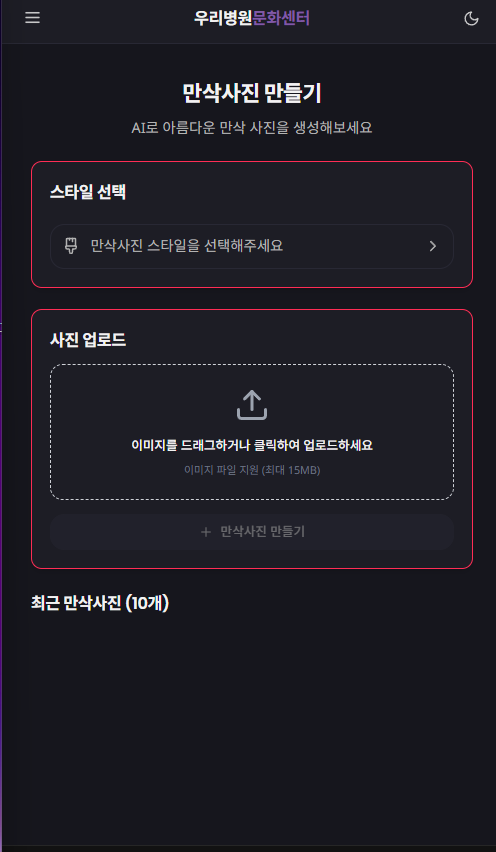 우리병원문화센터
만삭사진 만들기
AI로 아름다운 만삭 사진을 생성해보세요
스타일 선택
만삭사진 스타일을 선택해주세요
사진 업로드
이미지를 드래그하거나 클릭하여 업로드하세요
이미지 파일 지원 (최대 15MB)
만삭사진 만들기
최근 만삭사진 (10개)